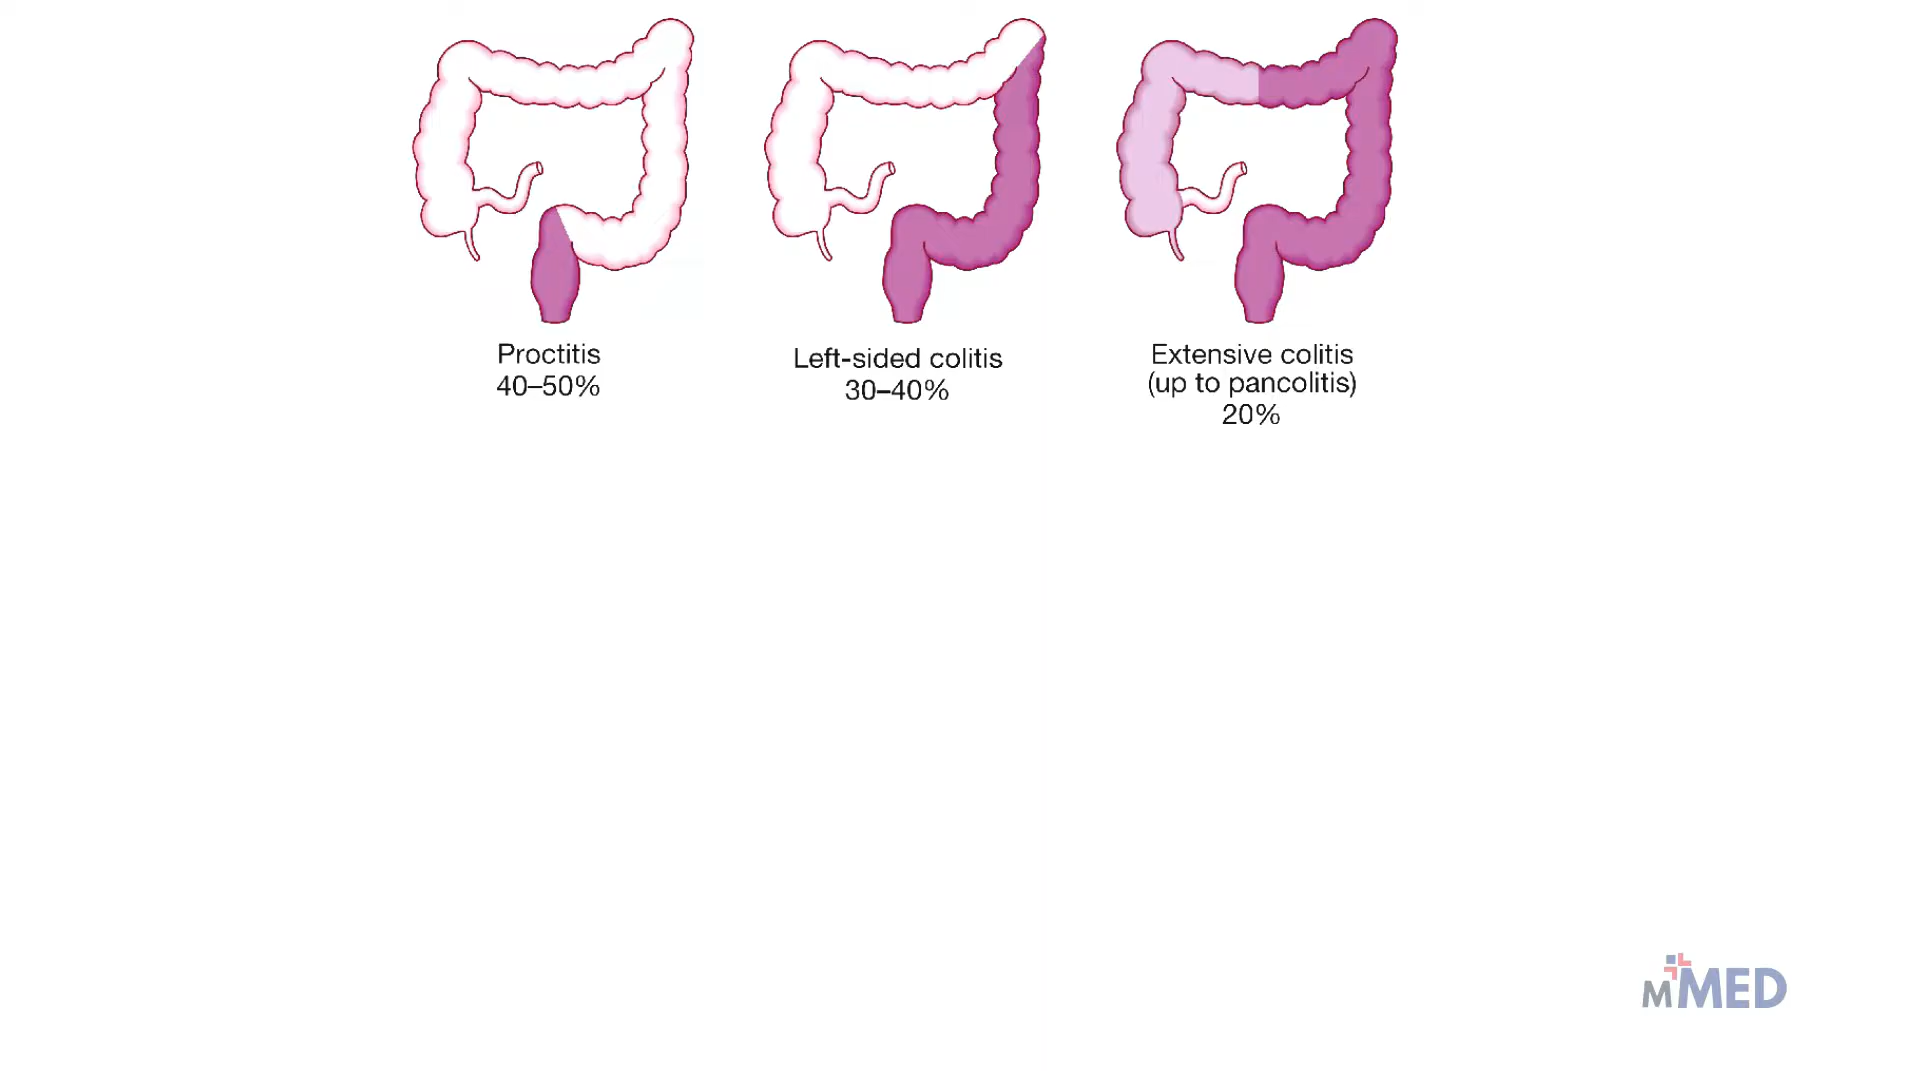 Proctitis
40–50%
Left-sided colitis
30–40%
Extensive colitis
(up to pancolitis)
20%
MMED